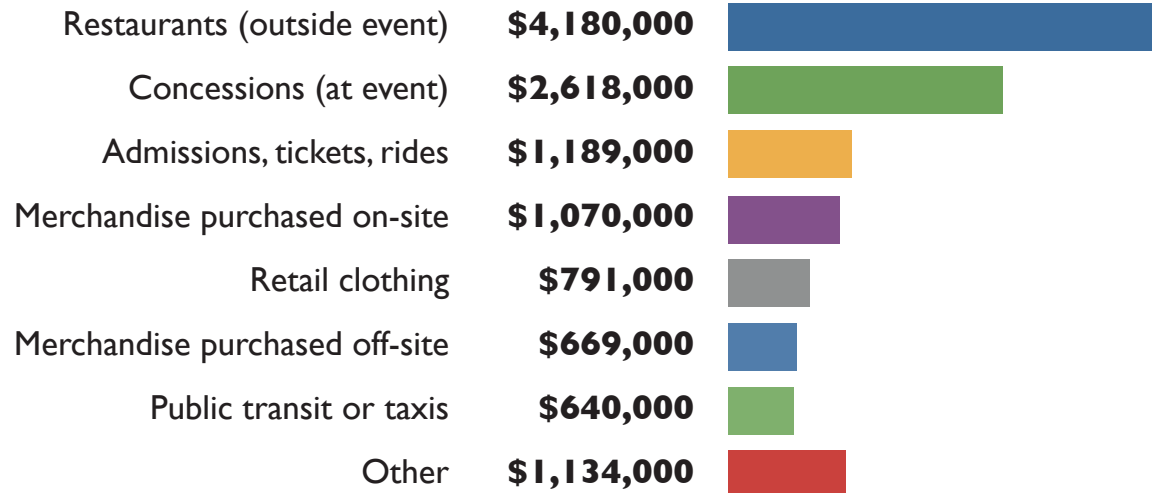 Restaurants (outside event) $4,180,000
Concessions (at event) $2,618,000
Admissions, tickets, rides $1,189,000
Merchandise purchased on-site $1,070,000
Retail clothing $791,000
Merchandise purchased off-site $669,000
Public transit or taxis $640,000
Other $1,134,000